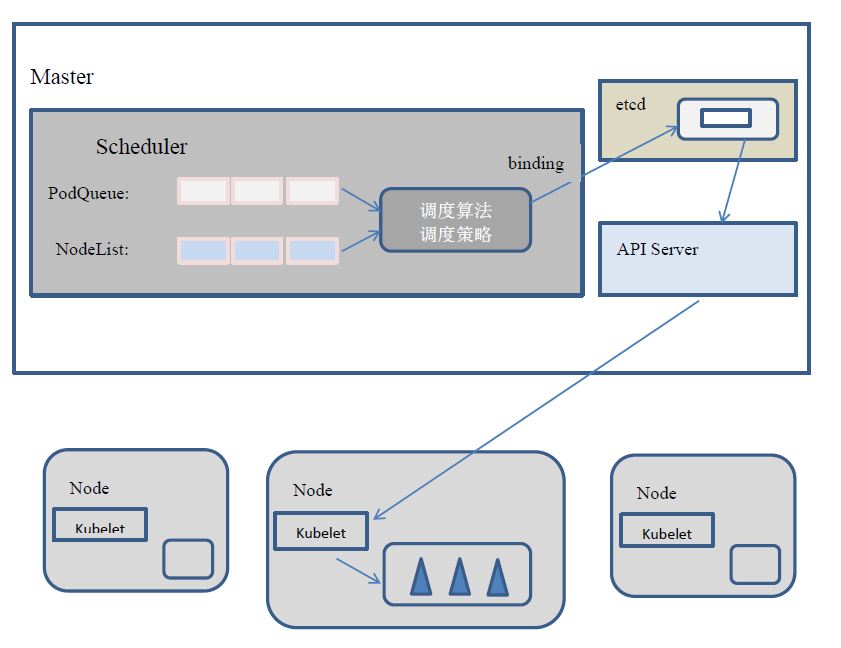 Master
etcd
Scheduler
binding
PodQueue:
调度算法
调度策略
NodeList:
API Server
Node
Kubelet
Node
Kubelet
Node
Kubelet